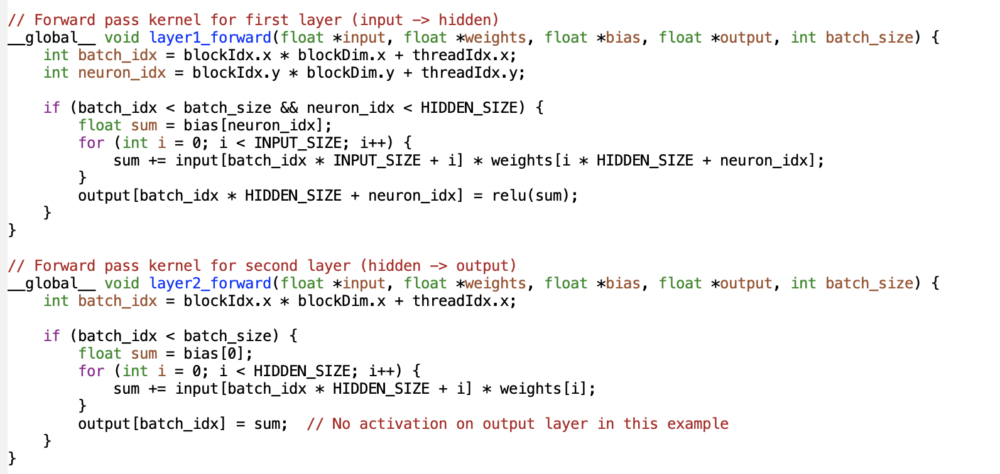 // Forward pass kernel for first layer (input -> hidden)
__global__ void layer1_forward(float *input, float *weights, float *bias, float *output, int batch_size) {
    int batch_idx = blockIdx.x * blockDim.x + threadIdx.x;
    int neuron_idx = blockIdx.y * blockDim.y + threadIdx.y;

    if (batch_idx < batch_size && neuron_idx < HIDDEN_SIZE) {
        float sum = bias[neuron_idx];
        for (int i = 0; i < INPUT_SIZE; i++) {
            sum += input[batch_idx * INPUT_SIZE + i] * weights[i * HIDDEN_SIZE + neuron_idx];
        }
        output[batch_idx * HIDDEN_SIZE + neuron_idx] = relu(sum);
    }
}

// Forward pass kernel for second layer (hidden -> output)
__global__ void layer2_forward(float *input, float *weights, float *bias, float *output, int batch_size) {
    int batch_idx = blockIdx.x * blockDim.x + threadIdx.x;

    if (batch_idx < batch_size) {
        float sum = bias[0];
        for (int i = 0; i < HIDDEN_SIZE; i++) {
            sum += input[batch_idx * HIDDEN_SIZE + i] * weights[i];
        }
        output[batch_idx] = sum;  // No activation on output layer in this example
    }
}